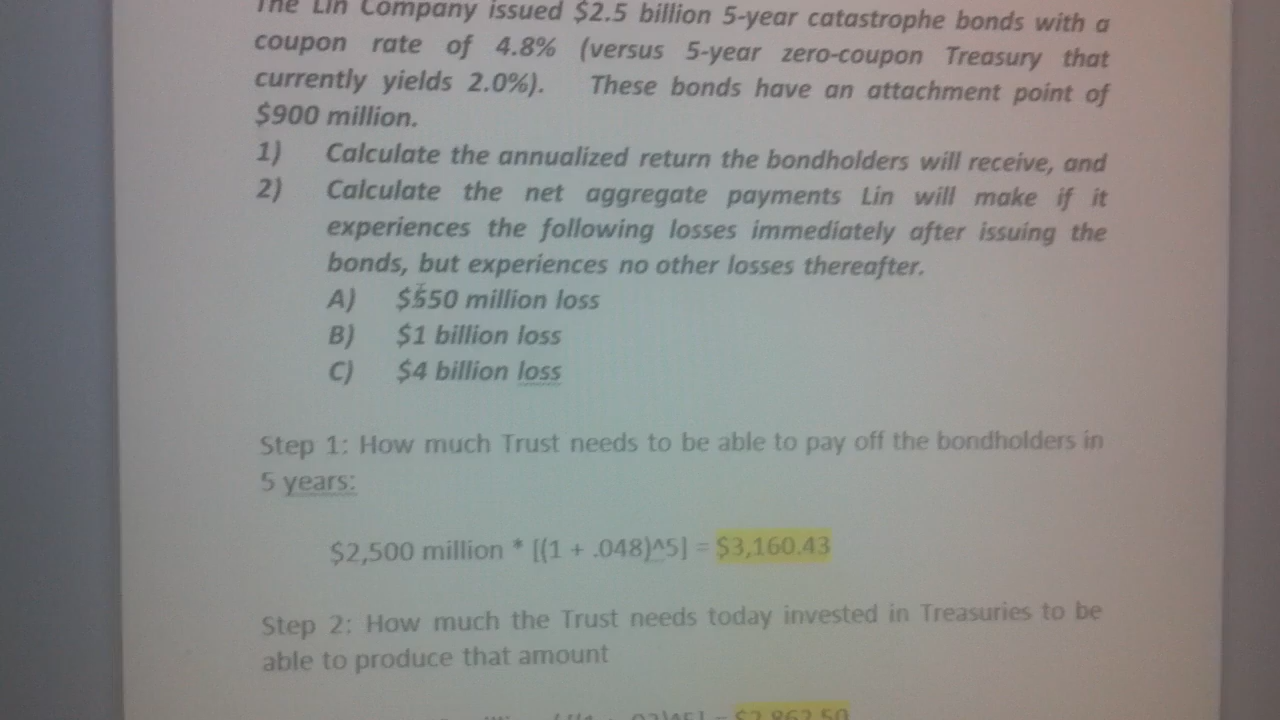 The Lin Company issued $2.5 billion 5-year catastrophe bonds with a
coupon rate of 4.8% (versus 5-year zero-coupon Treasury that
currently yields 2.0%). These bonds have an attachment point of
$900 million.
1) Calculate the annualized return the bondholders will receive, and
2) Calculate the net aggregate payments Lin will make if it
experiences the following losses immediately after issuing the
bonds, but experiences no other losses thereafter.
A) $550 million loss
B) $1 billion loss
C) $4 billion loss
Step 1: How much Trust needs to be able to pay off the bondholders in
5 years:
$2,500 million * [(1 + .048)^5] = $3,160.43
Step 2: How much the Trust needs today invested in Treasuries to be
able to produce that amount
= $2,862.50